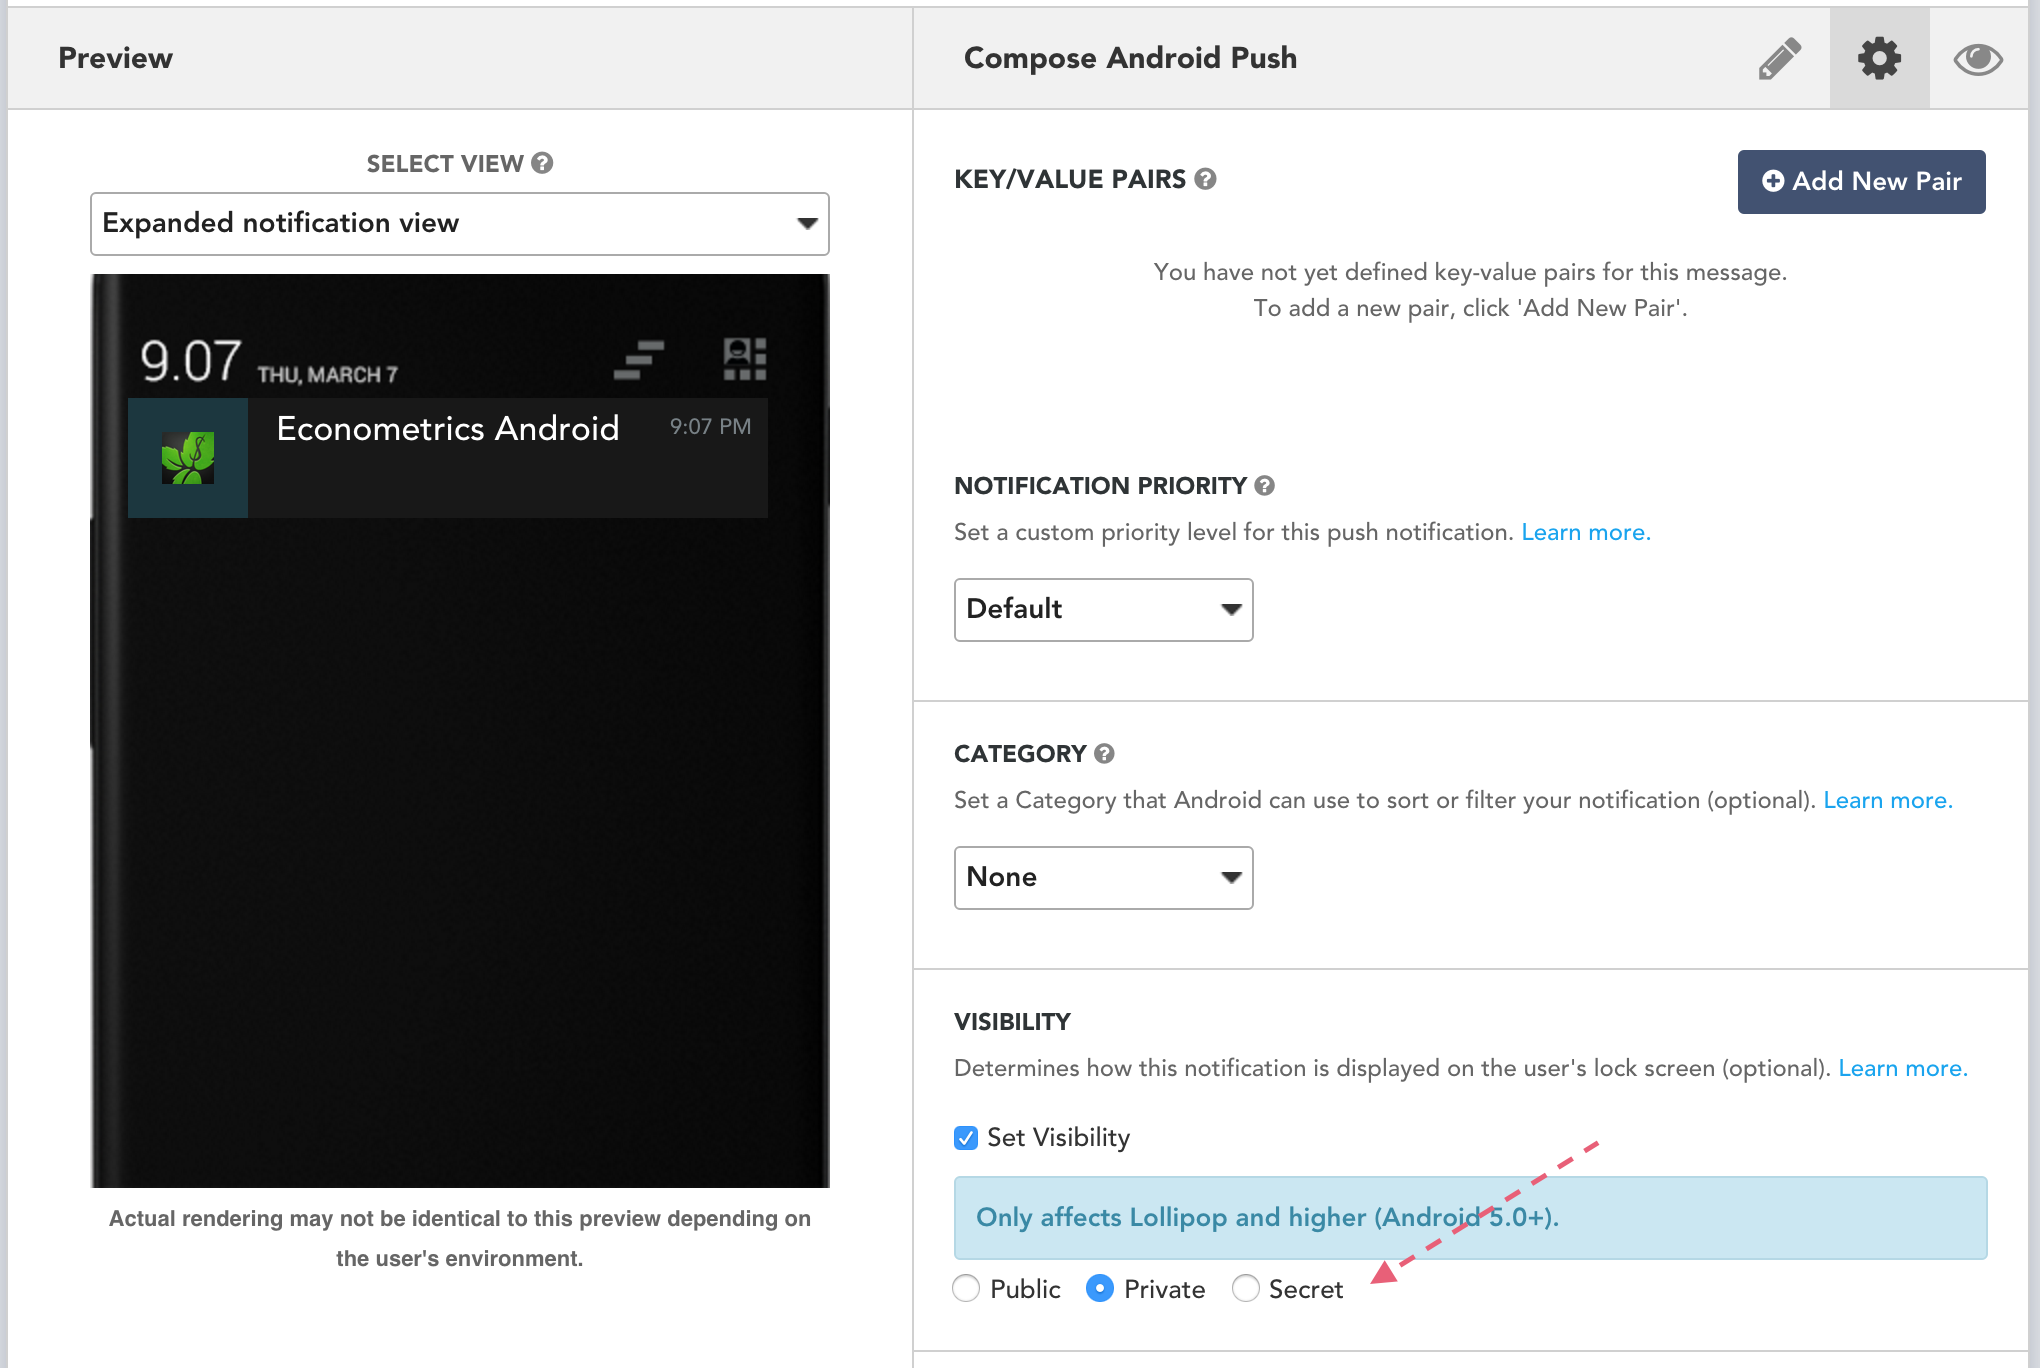 Preview
SELECT VIEW
Expanded notification view
9.07 THU, MARCH 7
Econometrics Android 9:07 PM
Actual rendering may not be identical to this preview depending on
the user's environment.
Compose Android Push
KEY/VALUE PAIRS
Add New Pair
You have not yet defined key-value pairs for this message.
To add a new pair, click 'Add New Pair'.
NOTIFICATION PRIORITY
Set a custom priority level for this push notification. Learn more.
Default
CATEGORY
Set a Category that Android can use to sort or filter your notification (optional). Learn more.
None
VISIBILITY
Determines how this notification is displayed on the user's lock screen (optional). Learn more.
Set Visibility
Only affects Lollipop and higher (Android 5.0+).
Public Private Secret